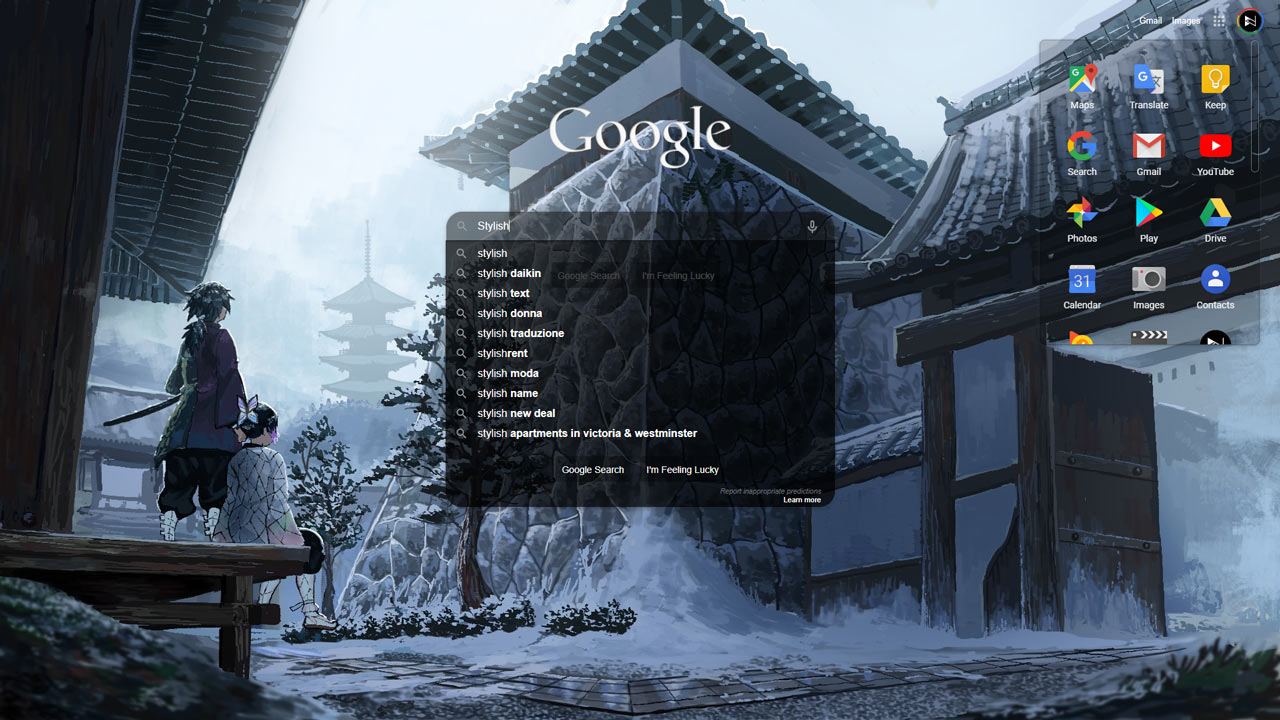 Gmail Images
Google
Stylish
stylish
stylish daikin
Google Search I'm Feeling Lucky
stylish text
stylish donna
stylish traduzione
stylishrent
stylish moda
stylish name
stylish new deal
stylish apartments in victoria & westminster
Google Search I'm Feeling Lucky
Report inappropriate predictions
Learn more
Maps Translate Keep
Search Gmail YouTube
Photos Play Drive
31
Calendar Images Contacts